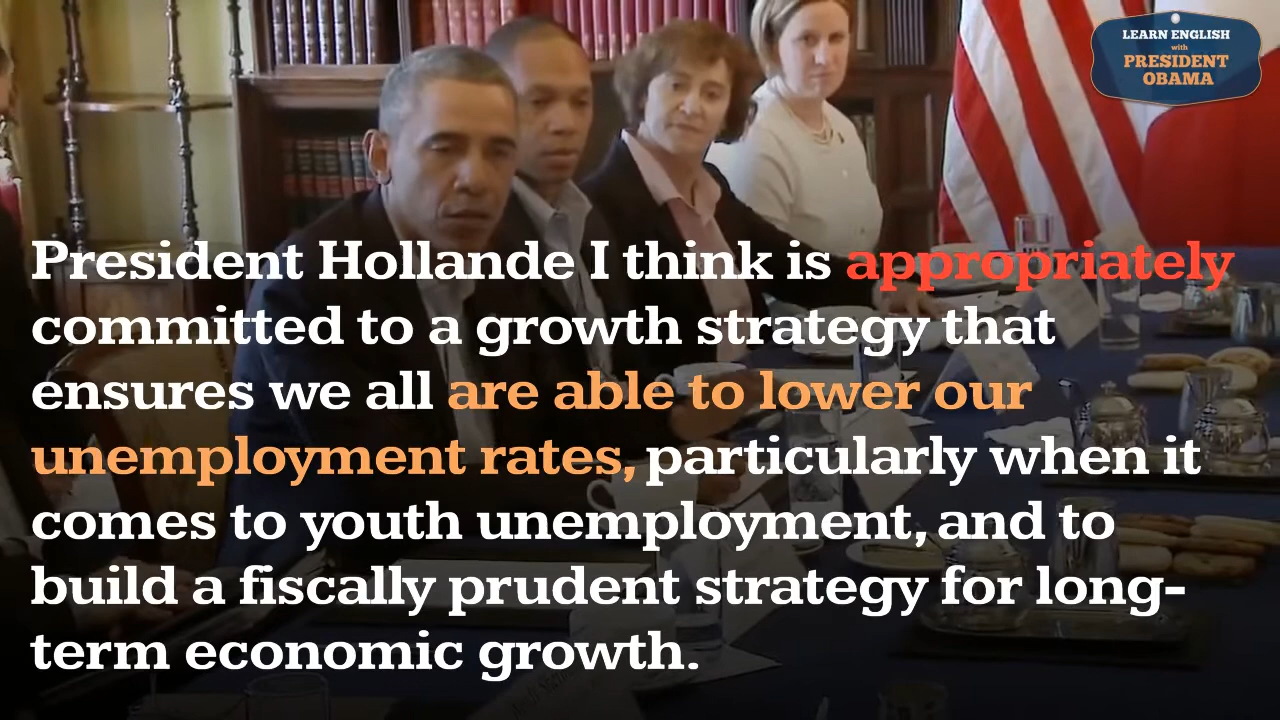 LEARN ENGLISH
with
PRESIDENT
OBAMA
President Hollande I think is appropriately
committed to a growth strategy that
ensures we all are able to lower our
unemployment rates, particularly when it
comes to youth unemployment, and to
build a fiscally prudent strategy for long-
term economic growth.